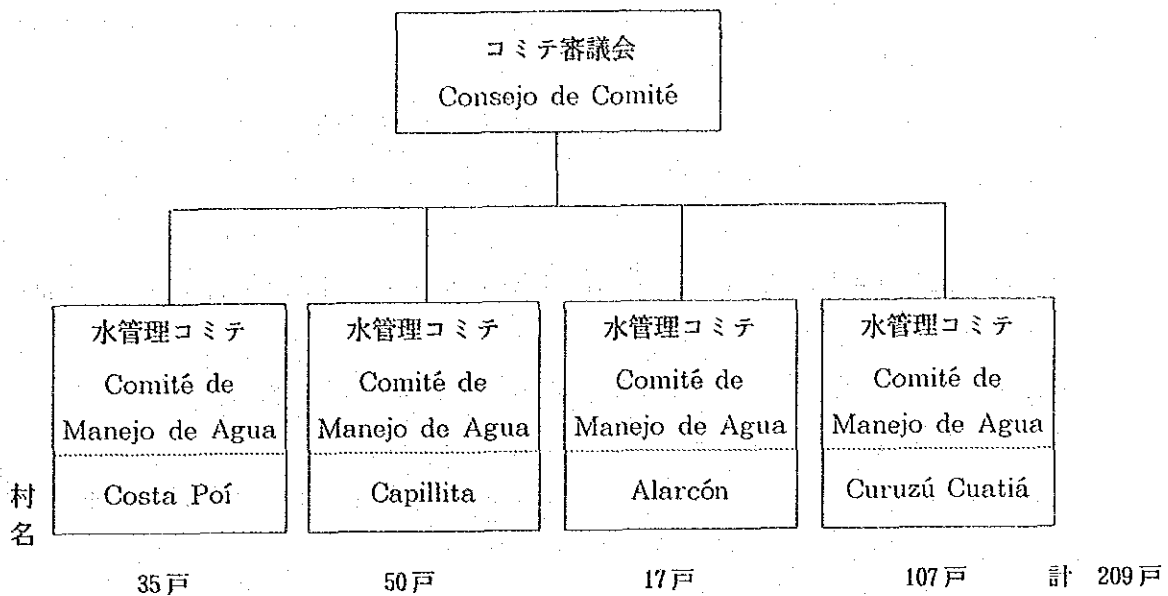 コミテ審議会
Consejo de Comité
水管理コミテ
Comité de
Manejo de Agua
Costa Poí
水管理コミテ
Comité de
Manejo de Agua
Capillita
水管理コミテ
Comité de
Manejo de Agua
Alarcón
水管理コミテ
Comité de
Manejo de Agua
Curuzú Cuatiá
村名
35戸 50戸 17戸 107戸 計 209戸